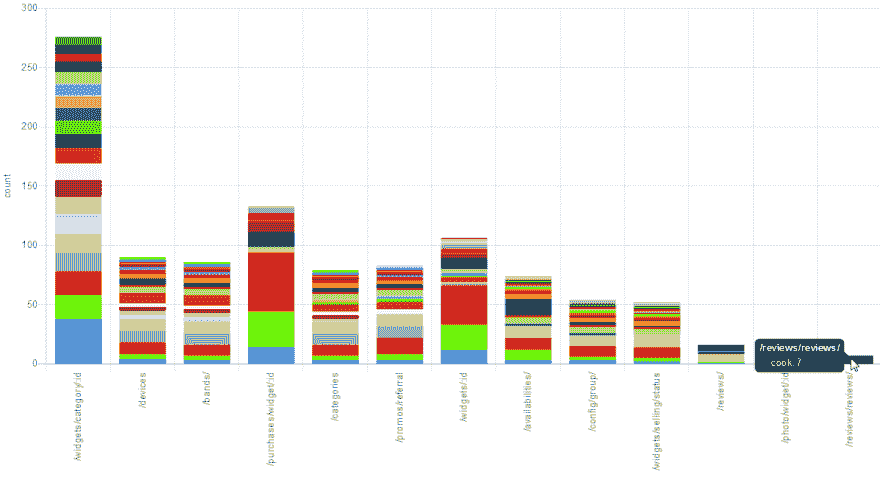 300
250
200
150
100
50
0
count
/widgets/category/:id
/devices
/bands/
/purchases/widget/:id
/categories
/promos/referral
/widgets/:id
/availabilities/
/config/group/
/widgets/selling/status
/reviews/
/photo/widget/:id
/reviews/reviews/
/reviews/reviews/
cook. 7